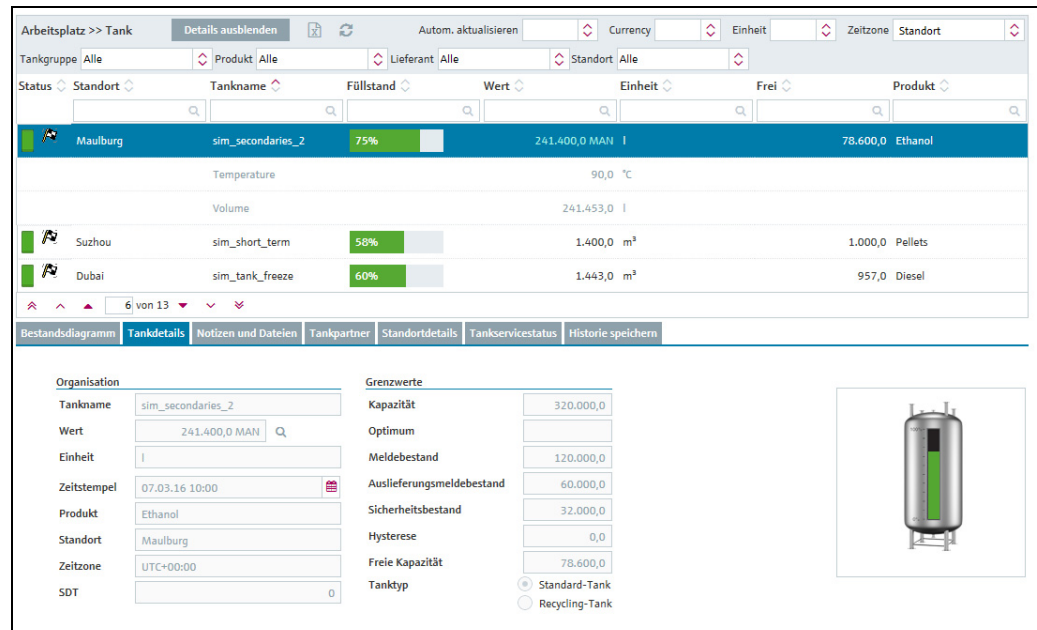 Arbeitsplatz >> Tank Details ausblenden Autom. aktualisieren Currency Einheit Zeitzone Standort
Tankgruppe Alle Produkt Alle Lieferant Alle Standort Alle
Status Standort Tankname Füllstand Wert Einheit Frei Produkt
Maulburg sim_secondaries_2 75% 241.400,0 MAN l 78.600,0 Ethanol
Temperature 90,0 °C
Volume 241.453,0 l
Suzhou sim_short_term 58% 1.400,0 m³ 1.000,0 Pellets
Dubai sim_tank_freeze 60% 1.443,0 m³ 957,0 Diesel
6 von 13
Bestandsdiagramm Tankdetails Notizen und Dateien Tankpartner Standortdetails Tankservicestatus Historie speichern
Organisation
Tankname sim_secondaries_2
Wert 241.400,0 MAN
Einheit l
Zeitstempel 07.03.16 10:00
Produkt Ethanol
Standort Maulburg
Zeitzone UTC+00:00
SDT 0
Grenzwerte
Kapazität 320.000,0
Optimum
Meldebestand 120.000,0
Auslieferungsmeldebestand 60.000,0
Sicherheitsbestand 32.000,0
Hysterese 0,0
Freie Kapazität 78.600,0
Tanktyp Standard-Tank
Recycling-Tank
100%
0%